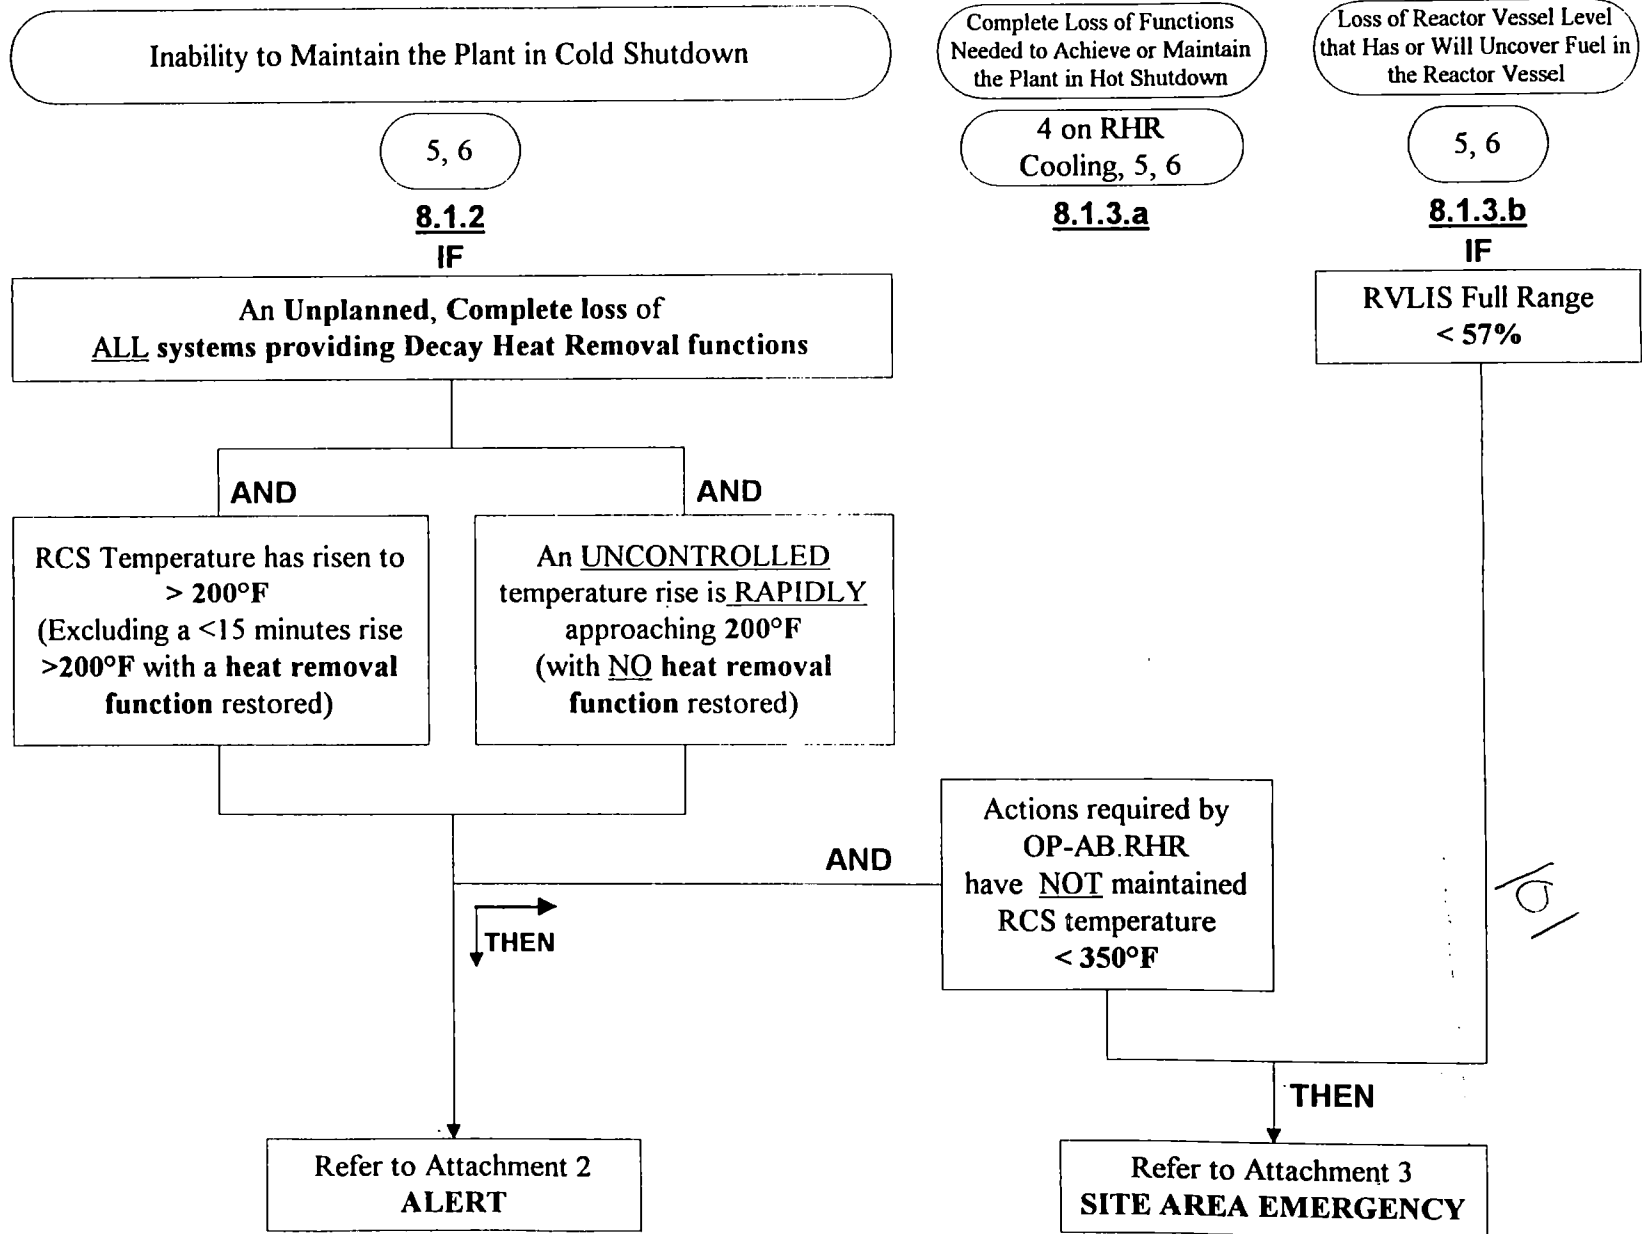 Inability to Maintain the Plant in Cold Shutdown
5, 6
8.1.2
IF
An Unplanned, Complete loss of
ALL systems providing Decay Heat Removal functions
AND
RCS Temperature has risen to
> 200°F
(Excluding a <15 minutes rise
>200°F with a heat removal
function restored)
AND
An UNCONTROLLED
temperature rise is RAPIDLY
approaching 200°F
(with NO heat removal
function restored)
THEN
Refer to Attachment 2
ALERT
Complete Loss of Functions
Needed to Achieve or Maintain
the Plant in Hot Shutdown
4 on RHR
Cooling, 5, 6
8.1.3.a
AND
Actions required by
OP-AB.RHR
have NOT maintained
RCS temperature
< 350°F
Loss of Reactor Vessel Level
that Has or Will Uncover Fuel in
the Reactor Vessel
5, 6
8.1.3.b
IF
RVLIS Full Range
< 57%
THEN
Refer to Attachment 3
SITE AREA EMERGENCY